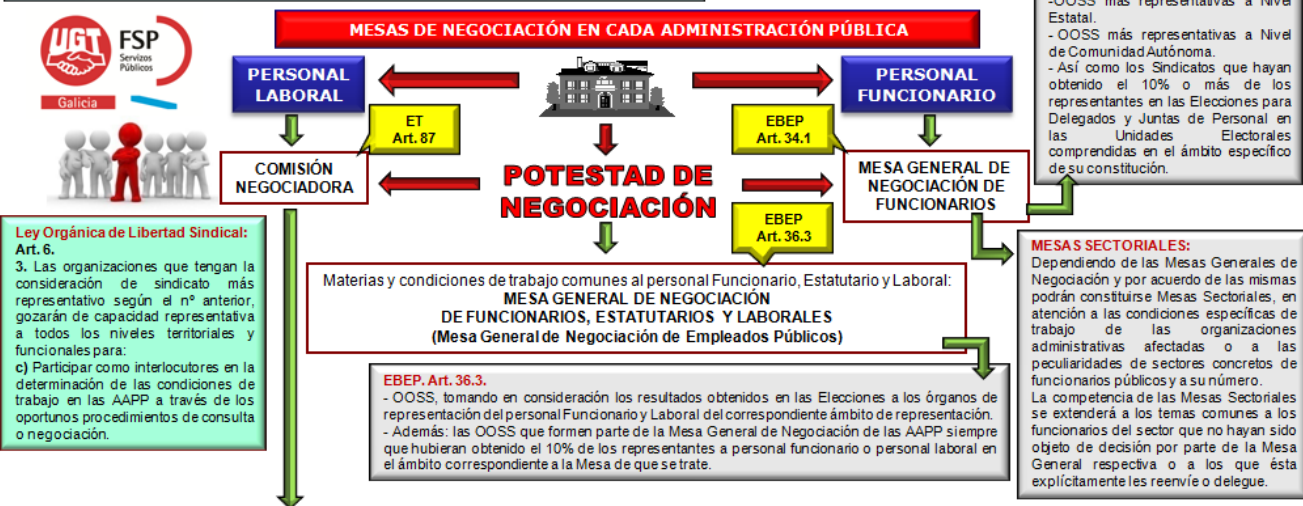 MESAS DE NEGOCIACIÓN EN CADA ADMINISTRACIÓN PÚBLICA
UGT
FSP
Servizos
Públicos
Galicia
PERSONAL
LABORAL
ET
Art. 87
COMISIÓN
NEGOCIADORA
POTESTAD DE
NEGOCIACIÓN
PERSONAL
FUNCIONARIO
EBEP
Art. 34.1
MESA GENERAL DE
NEGOCIACIÓN DE
FUNCIONARIOS
EBEP
Art. 36.3
-OOSS más representativas a Nivel
Estatal.
- OOSS más representativas a Nivel
de Comunidad Autónoma.
- Así como los Sindicatos que hayan
obtenido el 10% o más de los
representantes en las Elecciones para
Delegados y Juntas de Personal en
las Unidades Electorales
comprendidas en el ámbito específico
de su constitución.
Ley Orgánica de Libertad Sindical:
Art. 6.
3. Las organizaciones que tengan la
consideración de sindicato más
representativo según el nº anterior,
gozarán de capacidad representativa
a todos los niveles territoriales y
funcionales para:
c) Participar como interlocutores en la
determinación de las condiciones de
trabajo en las AAPP a través de los
oportunos procedimientos de consulta
o negociación.
Materias y condiciones de trabajo comunes al personal Funcionario, Estatutario y Laboral:
MESA GENERAL DE NEGOCIACIÓN
DE FUNCIONARIOS, ESTATUTARIOS Y LABORALES
(Mesa General de Negociación de Empleados Públicos)
EBEP. Art. 36.3.
- OOSS, tomando en consideración los resultados obtenidos en las Elecciones a los órganos de
representación del personal Funcionario y Laboral del correspondiente ámbito de representación.
- Además: las OOSS que formen parte de la Mesa General de Negociación de las AAPP siempre
que hubieran obtenido el 10% de los representantes a personal funcionario o personal laboral en
el ámbito correspondiente a la Mesa de que se trate.
MESAS SECTORIALES:
Dependiendo de las Mesas Generales de
Negociación y por acuerdo de las mismas
podrán constituirse Mesas Sectoriales, en
atención a las condiciones específicas de
trabajo de las organizaciones
administrativas afectadas o a las
peculiaridades de sectores concretos de
funcionarios públicos y a su número.
La competencia de las Mesas Sectoriales
se extenderá a los temas comunes a los
funcionarios del sector que no hayan sido
objeto de decisión por parte de la Mesa
General respectiva o a los que ésta
explícitamente les reenvíe o delegue.